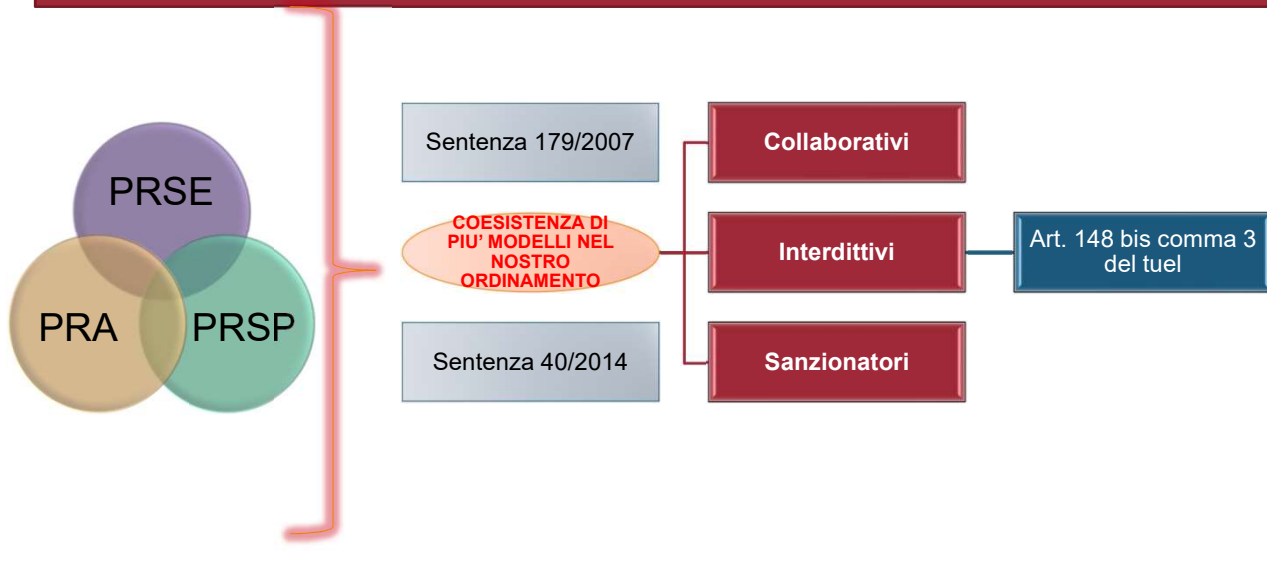 PRSE
PRA
PRSP
Sentenza 179/2007
COESISTENZA DI
PIU’ MODELLI NEL
NOSTRO
ORDINAMENTO
Sentenza 40/2014
Collaborativi
Interdittivi
Sanzionatori
Art. 148 bis comma 3
del tuel